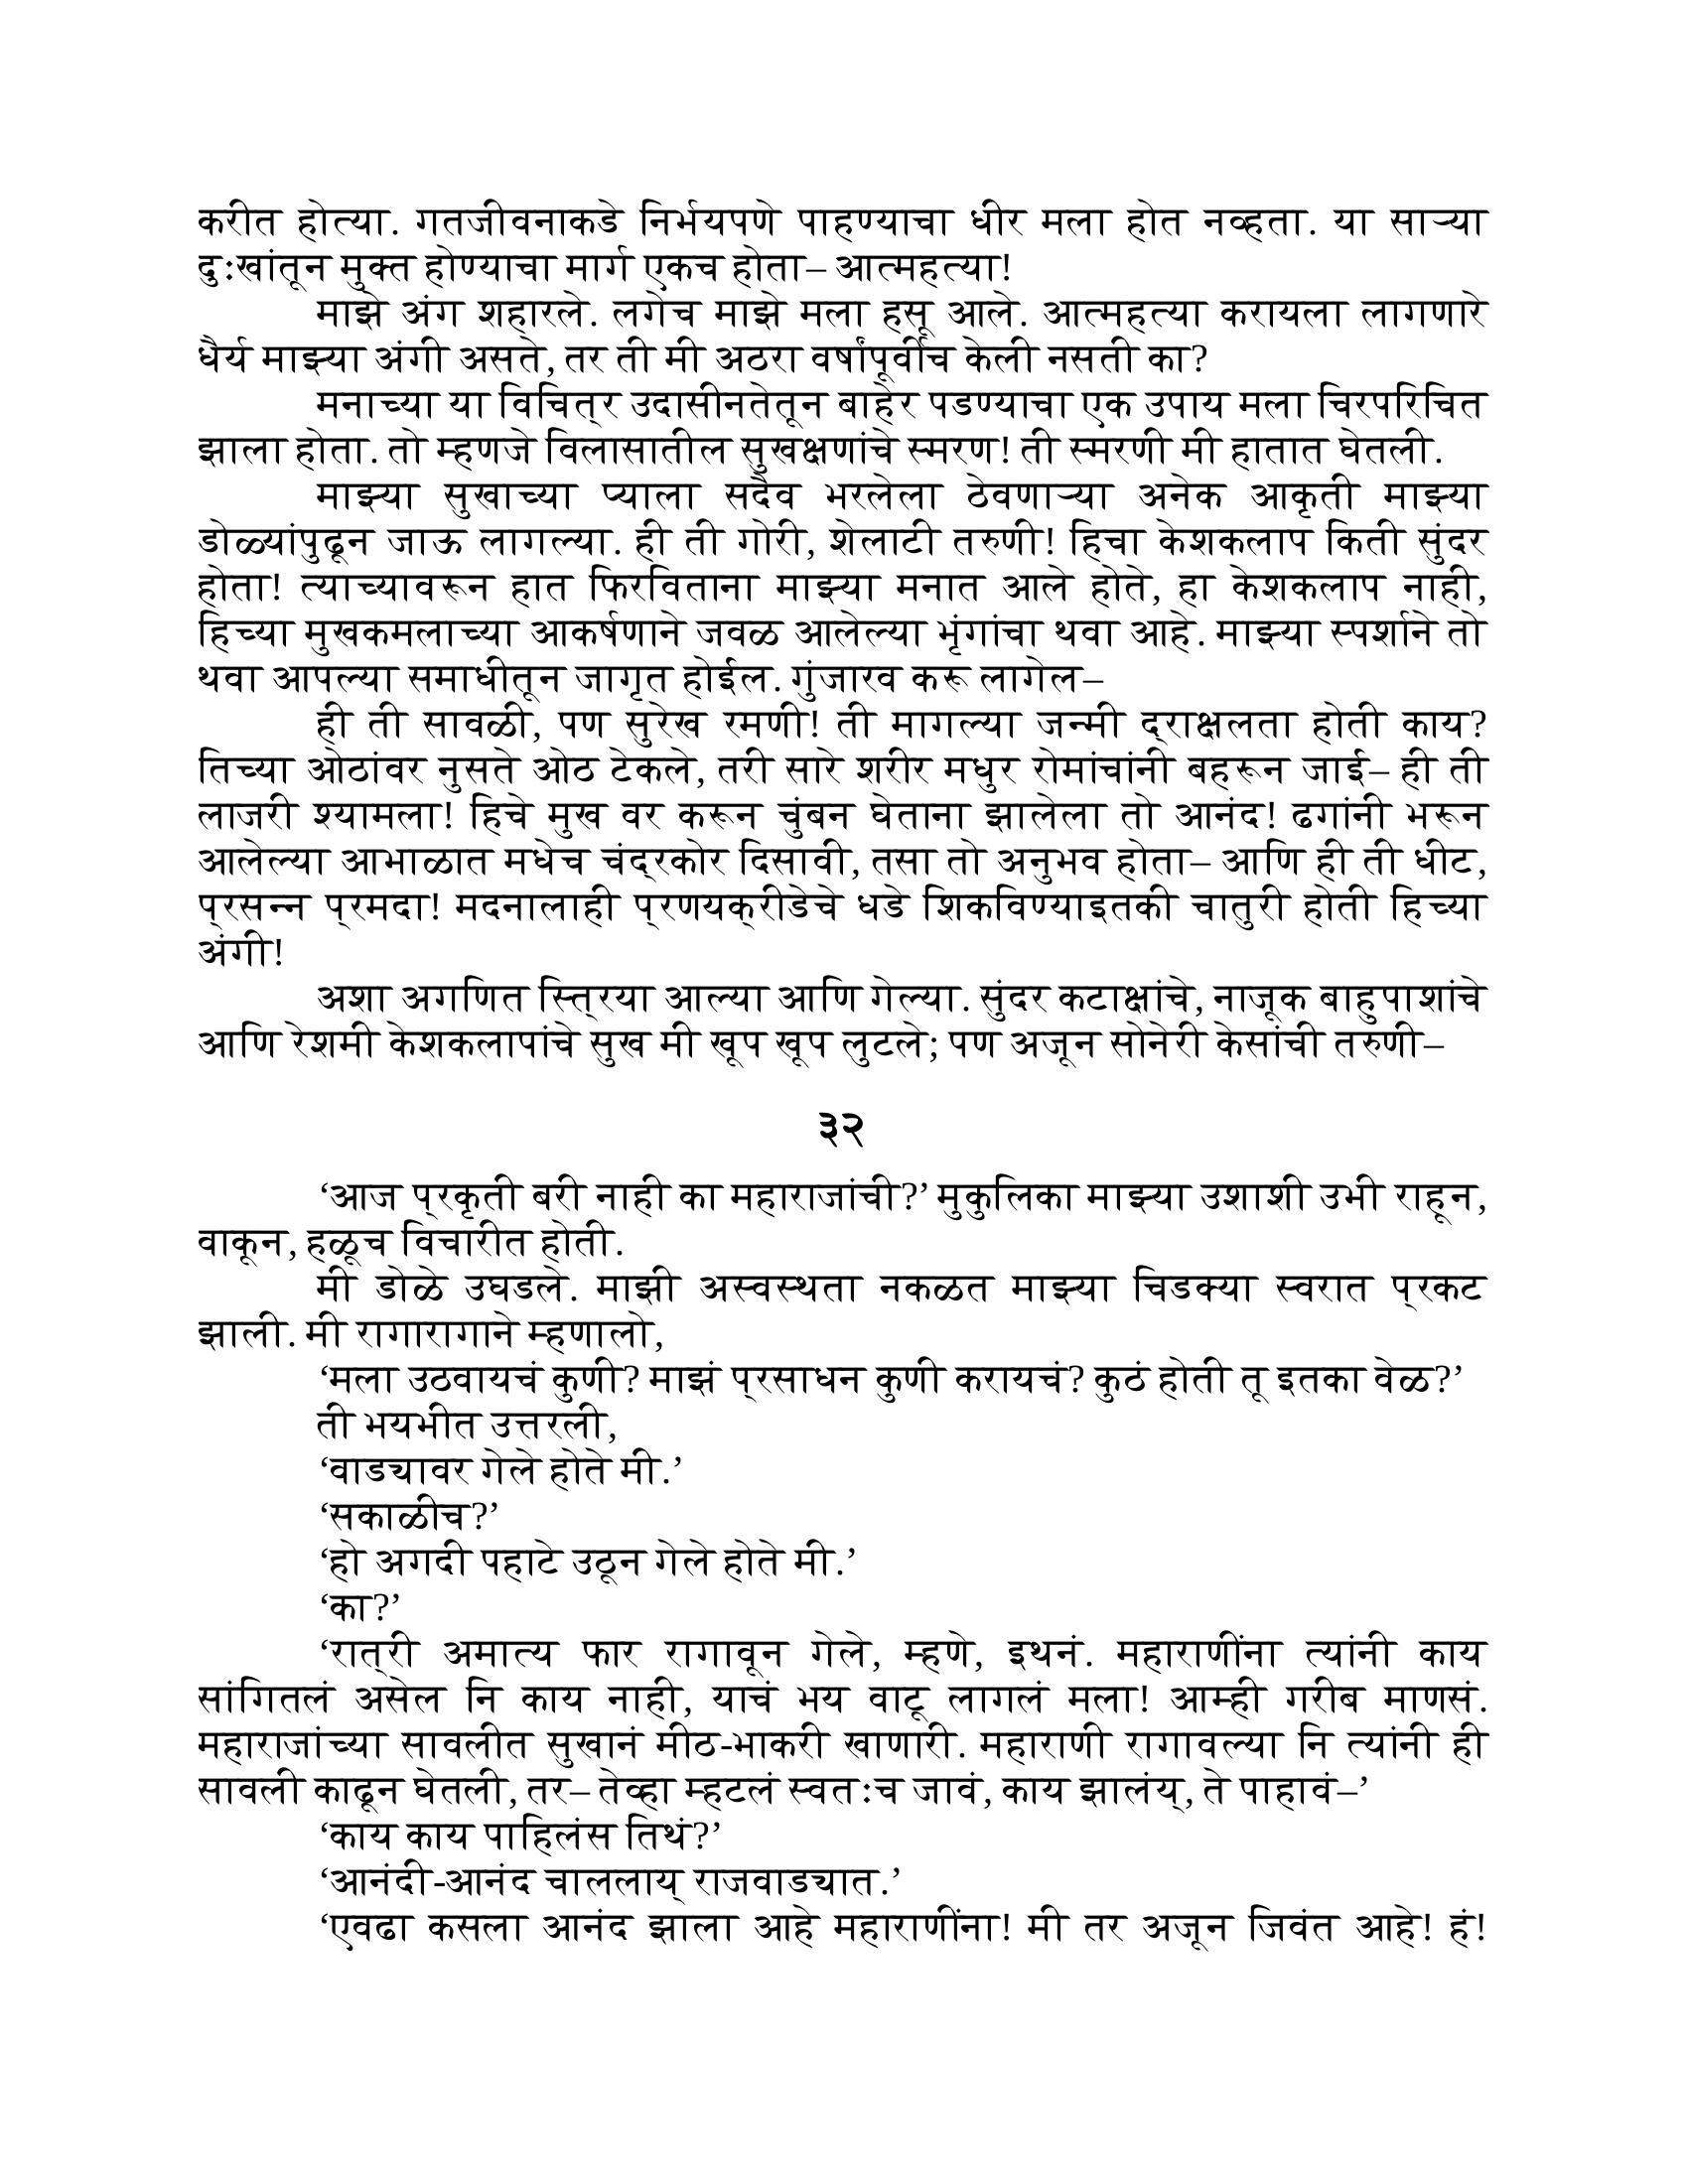 करीत होत्या. गतजीवनाकडे निर्भयपणे पाहण्याचा धीर मला होत नव्हता. या साऱ्या
दुःखांतून मुक्त होण्याचा मार्ग एकच होता– आत्महत्या!
माझे अंग शहारले. लगेच माझे मला हसू आले. आत्महत्या करायला लागणारे
धैर्य माझ्या अंगी असते, तर ती मी अठरा वर्षांपूर्वीच केली नसती का?
मनाच्या या विचित्र उदासीनतेतून बाहेर पडण्याचा एक उपाय मला चिरपरिचित
झाला होता. तो म्हणजे विलासातील सुखक्षणांचे स्मरण! ती स्मरणी मी हातात घेतली.
माझ्या सुखाच्या प्याला सदैव भरलेला ठेवणाऱ्या अनेक आकृती माझ्या
डोळ्यांपुढून जाऊ लागल्या. ही ती गोरी, शेलाटी तरुणी! हिचा केशकलाप किती सुंदर
होता! त्याच्यावरून हात फिरविताना माझ्या मनात आले होते, हा केशकलाप नाही,
हिच्या मुखकमलाच्या आकर्षणाने जवळ आलेल्या भृंगांचा थवा आहे. माझ्या स्पर्शाने तो
थवा आपल्या समाधीतून जागृत होईल. गुंजारव करू लागेल–
ही ती सावळी, पण सुरेख रमणी! ती मागल्या जन्मी द्राक्षलता होती काय?
तिच्या ओठांवर नुसते ओठ टेकले, तरी सारे शरीर मधुर रोमांचांनी बहरून जाई– ही ती
लाजरी श्यामला! हिचे मुख वर करून चुंबन घेताना झालेला तो आनंद! ढगांनी भरून
आलेल्या आभाळात मधेच चंद्रकोर दिसावी, तसा तो अनुभव होता– आणि ही ती धीट,
प्रसन्न प्रमदा! मदनालाही प्रणयक्रीडेचे धडे शिकविण्याइतकी चातुरी होती हिच्या
अंगी!
अशा अगणित स्त्रिया आल्या आणि गेल्या. सुंदर कटाक्षांचे, नाजूक बाहुपाशांचे
आणि रेशमी केशकलापांचे सुख मी खूप खूप लुटले; पण अजून सोनेरी केसांची तरुणी–
३२
‘आज प्रकृती बरी नाही का महाराजांची?’ मुकुलिका माझ्या उशाशी उभी राहून,
वाकून, हळूच विचारीत होती.
मी डोळे उघडले. माझी अस्वस्थता नकळत माझ्या चिडक्या स्वरात प्रकट
झाली. मी रागारागाने म्हणालो,
‘मला उठवायचं कुणी? माझं प्रसाधन कुणी करायचं? कुठं होती तू इतका वेळ?’
ती भयभीत उत्तरली,
‘वाड्यावर गेले होते मी.’
‘सकाळीच?’
‘हो अगदी पहाटे उठून गेले होते मी.’
‘का?’
‘रात्री अमात्य फार रागावून गेले, म्हणे, इथनं. महाराणींना त्यांनी काय
सांगितलं असेल नि काय नाही, याचं भय वाटू लागलं मला! आम्ही गरीब माणसं.
महाराजांच्या सावलीत सुखानं मीठ-भाकरी खाणारी. महाराणी रागावल्या नि त्यांनी ही
सावली काढून घेतली, तर– तेव्हा म्हटलं स्वतःच जावं, काय झालंय्, ते पाहावं–’
‘काय काय पाहिलंस तिथं?’
‘आनंदी-आनंद चाललाय् राजवाड्यात.’
‘एवढा कसला आनंद झाला आहे महाराणींना! मी तर अजून जिवंत आहे! हं!